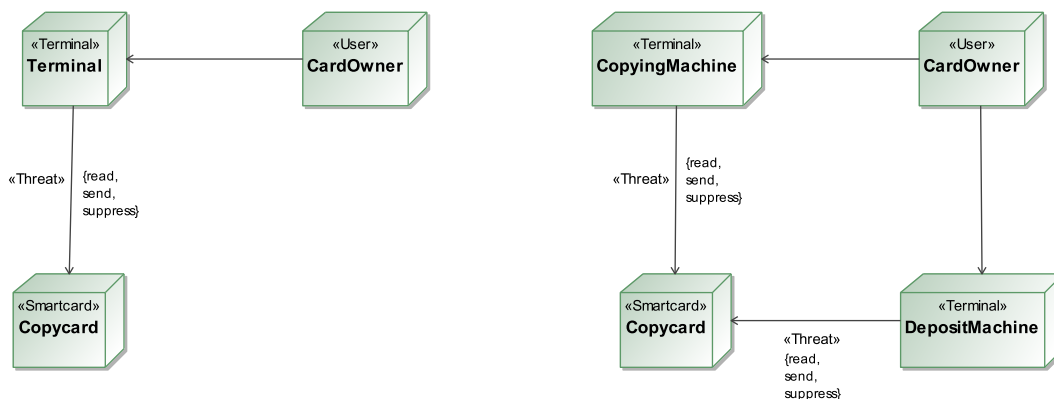 «Terminal»
Terminal
«User»
CardOwner
«Threat»
{read,
send,
suppress}
«Smartcard»
Copycard
«Terminal»
CopyingMachine
«User»
CardOwner
«Threat»
{read,
send,
suppress}
«Smartcard»
Copycard
«Terminal»
DepositMachine
«Threat»
{read,
send,
suppress}